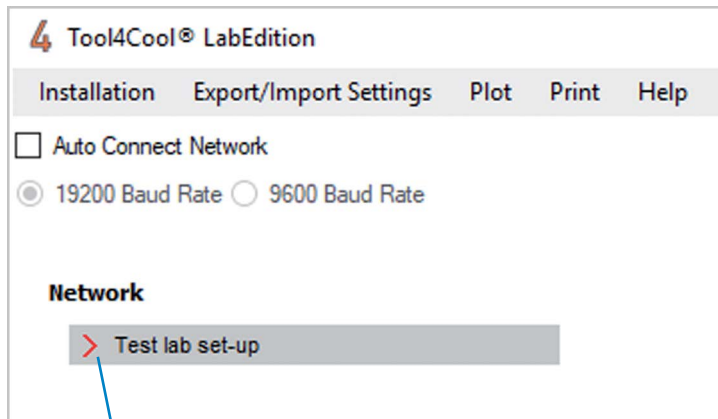 4 Tool4Cool® LabEdition
Installation Export/Import Settings Plot Print Help
Auto Connect Network
19200 Baud Rate 9600 Baud Rate
Network
Test lab set-up